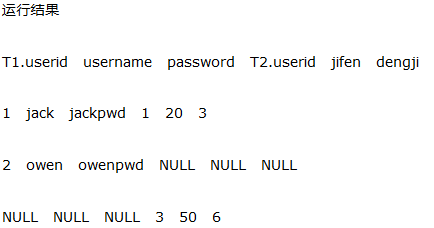 运行结果
T1.userid username password T2.userid jifen dengji
1 jack jackpwd 1 20 3
2 owen owenpwd NULL NULL NULL
NULL NULL NULL 3 50 6